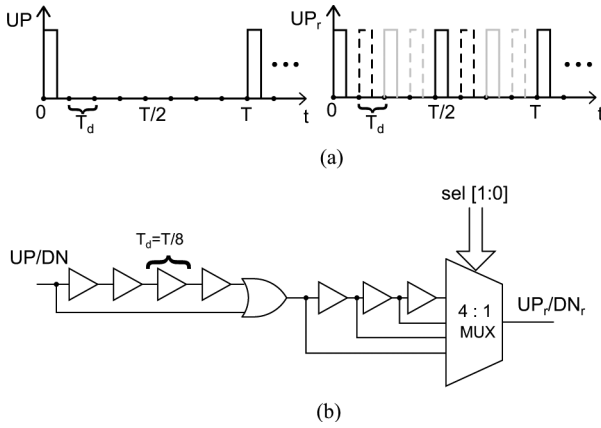 UP
0
T_d
T/2
T
t
UP_r
0
T_d
T/2
T
t
(a)
sel [1:0]
T_d=T/8
UP/DN
4 : 1
MUX
UP_r/DN_r
(b)